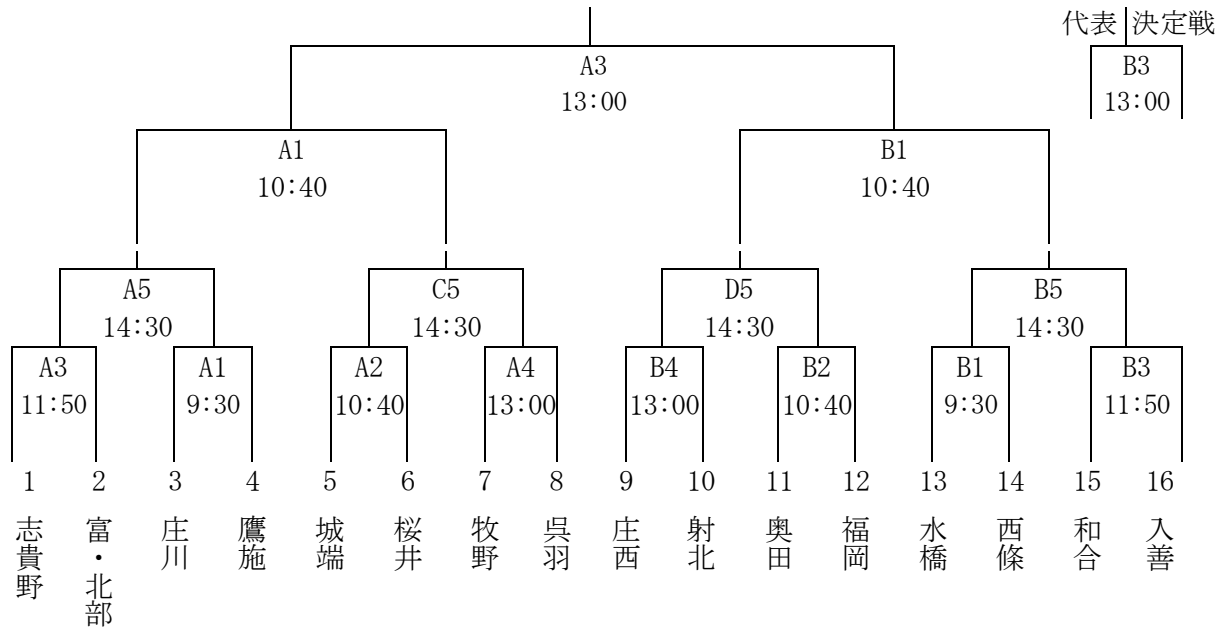 代表 決定戦
A3
B3
13:00
13:00
A1
B1
10:40
10:40
A5
C5
D5
B5
14:30
14:30
14:30
14:30
A3
A1
A2
A4
B4
B2
B1
B3
11:50
9:30
10:40
13:00
13:00
10:40
9:30
11:50
1 2 3 4 5 6 7 8 9 10 11 12 13 14 15 16
志貴野
富・北部
庄川
鷹施
城端
桜井
牧野
呉羽
庄西
射北
奥田
福岡
水橋
西條
和合
入善